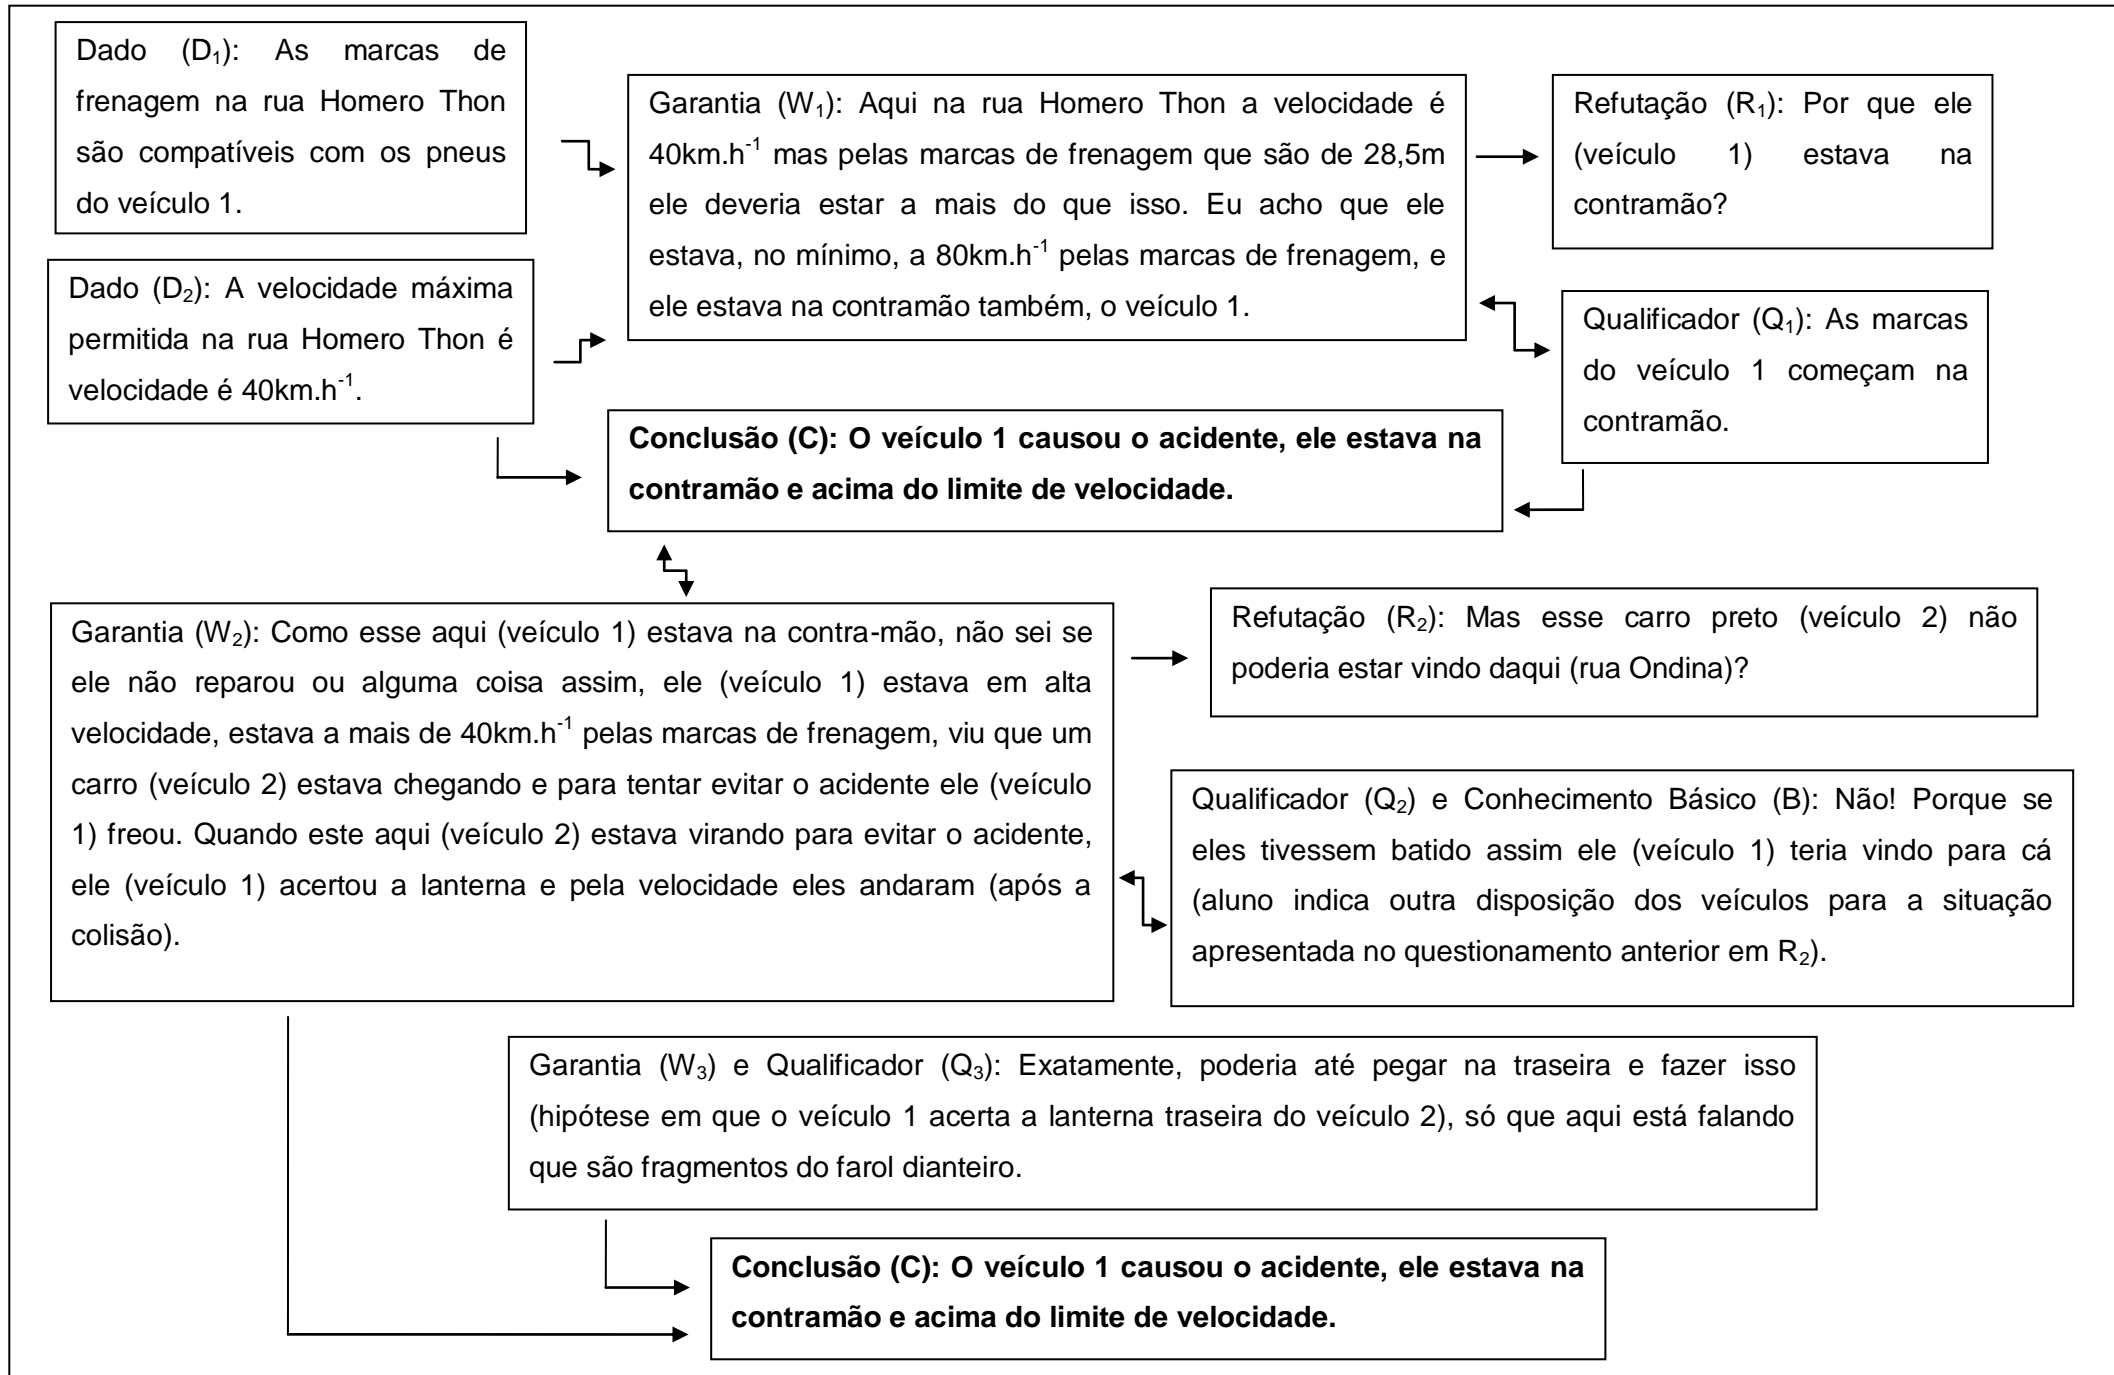 Dado (D₁): As marcas de
frenagem na rua Homero Thon
são compatíveis com os pneus
do veículo 1.
Garantia (W₁): Aqui na rua Homero Thon a velocidade é
40km.h⁻¹ mas pelas marcas de frenagem que são de 28,5m
ele deveria estar a mais do que isso. Eu acho que ele
estava, no mínimo, a 80km.h⁻¹ pelas marcas de frenagem, e
ele estava na contramão também, o veículo 1.
Refutação (R₁): Por que ele
(veículo 1) estava na
contramão?
Dado (D₂): A velocidade máxima
permitida na rua Homero Thon é
velocidade é 40km.h⁻¹.
Qualificador (Q₁): As marcas
do veículo 1 começam na
contramão.
Conclusão (C): O veículo 1 causou o acidente, ele estava na
contramão e acima do limite de velocidade.
Garantia (W₂): Como esse aqui (veículo 1) estava na contra-mão, não sei se
ele não reparou ou alguma coisa assim, ele (veículo 1) estava em alta
velocidade, estava a mais de 40km.h⁻¹ pelas marcas de frenagem, viu que um
carro (veículo 2) estava chegando e para tentar evitar o acidente ele (veículo
1) freou. Quando este aqui (veículo 2) estava virando para evitar o acidente,
ele (veículo 1) acertou a lanterna e pela velocidade eles andaram (após a
colisão).
Refutação (R₂): Mas esse carro preto (veículo 2) não
poderia estar vindo daqui (rua Ondina)?
Qualificador (Q₂) e Conhecimento Básico (B): Não! Porque se
eles tivessem batido assim ele (veículo 1) teria vindo para cá
(aluno indica outra disposição dos veículos para a situação
apresentada no questionamento anterior em R₂).
Garantia (W₃) e Qualificador (Q₃): Exatamente, poderia até pegar na traseira e fazer isso
(hipótese em que o veículo 1 acerta a lanterna traseira do veículo 2), só que aqui está falando
que são fragmentos do farol dianteiro.
Conclusão (C): O veículo 1 causou o acidente, ele estava na
contramão e acima do limite de velocidade.